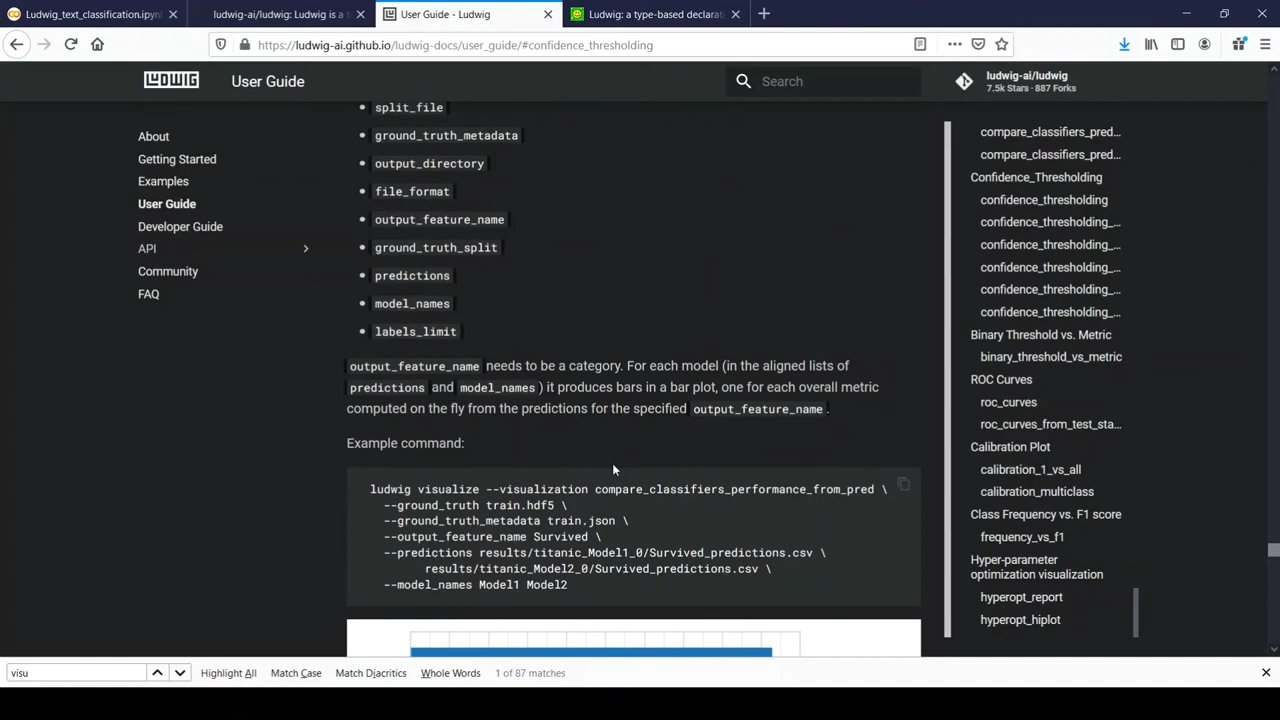 Ludwig_text_classification.ipynb
ludwig-ai/ludwig: Ludwig is a t
User Guide - Ludwig
Ludwig: a type-based declarati
https://ludwig-ai.github.io/ludwig-docs/user_guide/#confidence_thresholding
LUDWIG
User Guide
Search
ludwig-ai/ludwig
7.5k Stars · 887 Forks
About
Getting Started
Examples
User Guide
Developer Guide
API
Community
FAQ
split_file
ground_truth_metadata
output_directory
file_format
output_feature_name
ground_truth_split
predictions
model_names
labels_limit
output_feature_name needs to be a category. For each model (in the aligned lists of
predictions and model_names ) it produces bars in a bar plot, one for each overall metric
computed on the fly from the predictions for the specified output_feature_name .
Example command:
ludwig visualize --visualization compare_classifiers_performance_from_pred \
--ground_truth train.hdf5 \
--ground_truth_metadata train.json \
--output_feature_name Survived \
--predictions results/titanic_Model1_0/Survived_predictions.csv \
results/titanic_Model2_0/Survived_predictions.csv \
--model_names Model1 Model2
compare_classifiers_pred...
compare_classifiers_pred...
Confidence_Thresholding
confidence_thresholding
confidence_thresholding_...
confidence_thresholding_...
confidence_thresholding_...
confidence_thresholding_...
confidence_thresholding_...
Binary Threshold vs. Metric
binary_threshold_vs_metric
ROC Curves
roc_curves
roc_curves_from_test_sta...
Calibration Plot
calibration_1_vs_all
calibration_multiclass
Class Frequency vs. F1 score
frequency_vs_f1
Hyper-parameter
optimization visualization
hyperopt_report
hyperopt_hiplot
visu
Highlight All
Match Case
Match Diacritics
Whole Words
1 of 87 matches